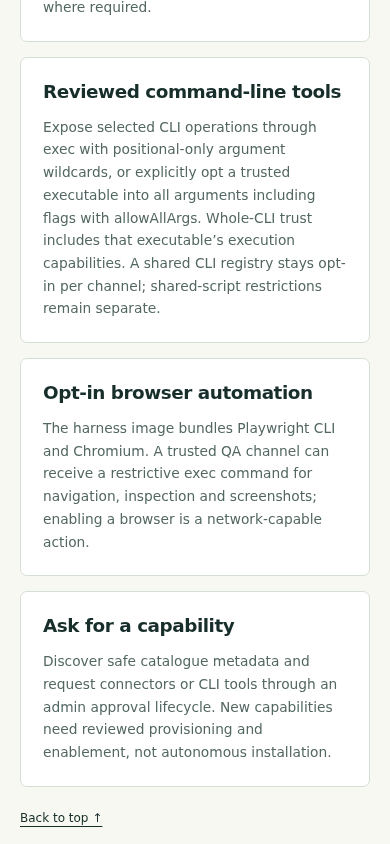 where required.
Reviewed command-line tools
Expose selected CLI operations through
exec with positional-only argument
wildcards, or explicitly opt a trusted
executable into all arguments including
flags with allowAllArgs. Whole-CLI trust
includes that executable’s execution
capabilities. A shared CLI registry stays opt-
in per channel; shared-script restrictions
remain separate.
Opt-in browser automation
The harness image bundles Playwright CLI
and Chromium. A trusted QA channel can
receive a restrictive exec command for
navigation, inspection and screenshots;
enabling a browser is a network-capable
action.
Ask for a capability
Discover safe catalogue metadata and
request connectors or CLI tools through an
admin approval lifecycle. New capabilities
need reviewed provisioning and
enablement, not autonomous installation.
Back to top ↑